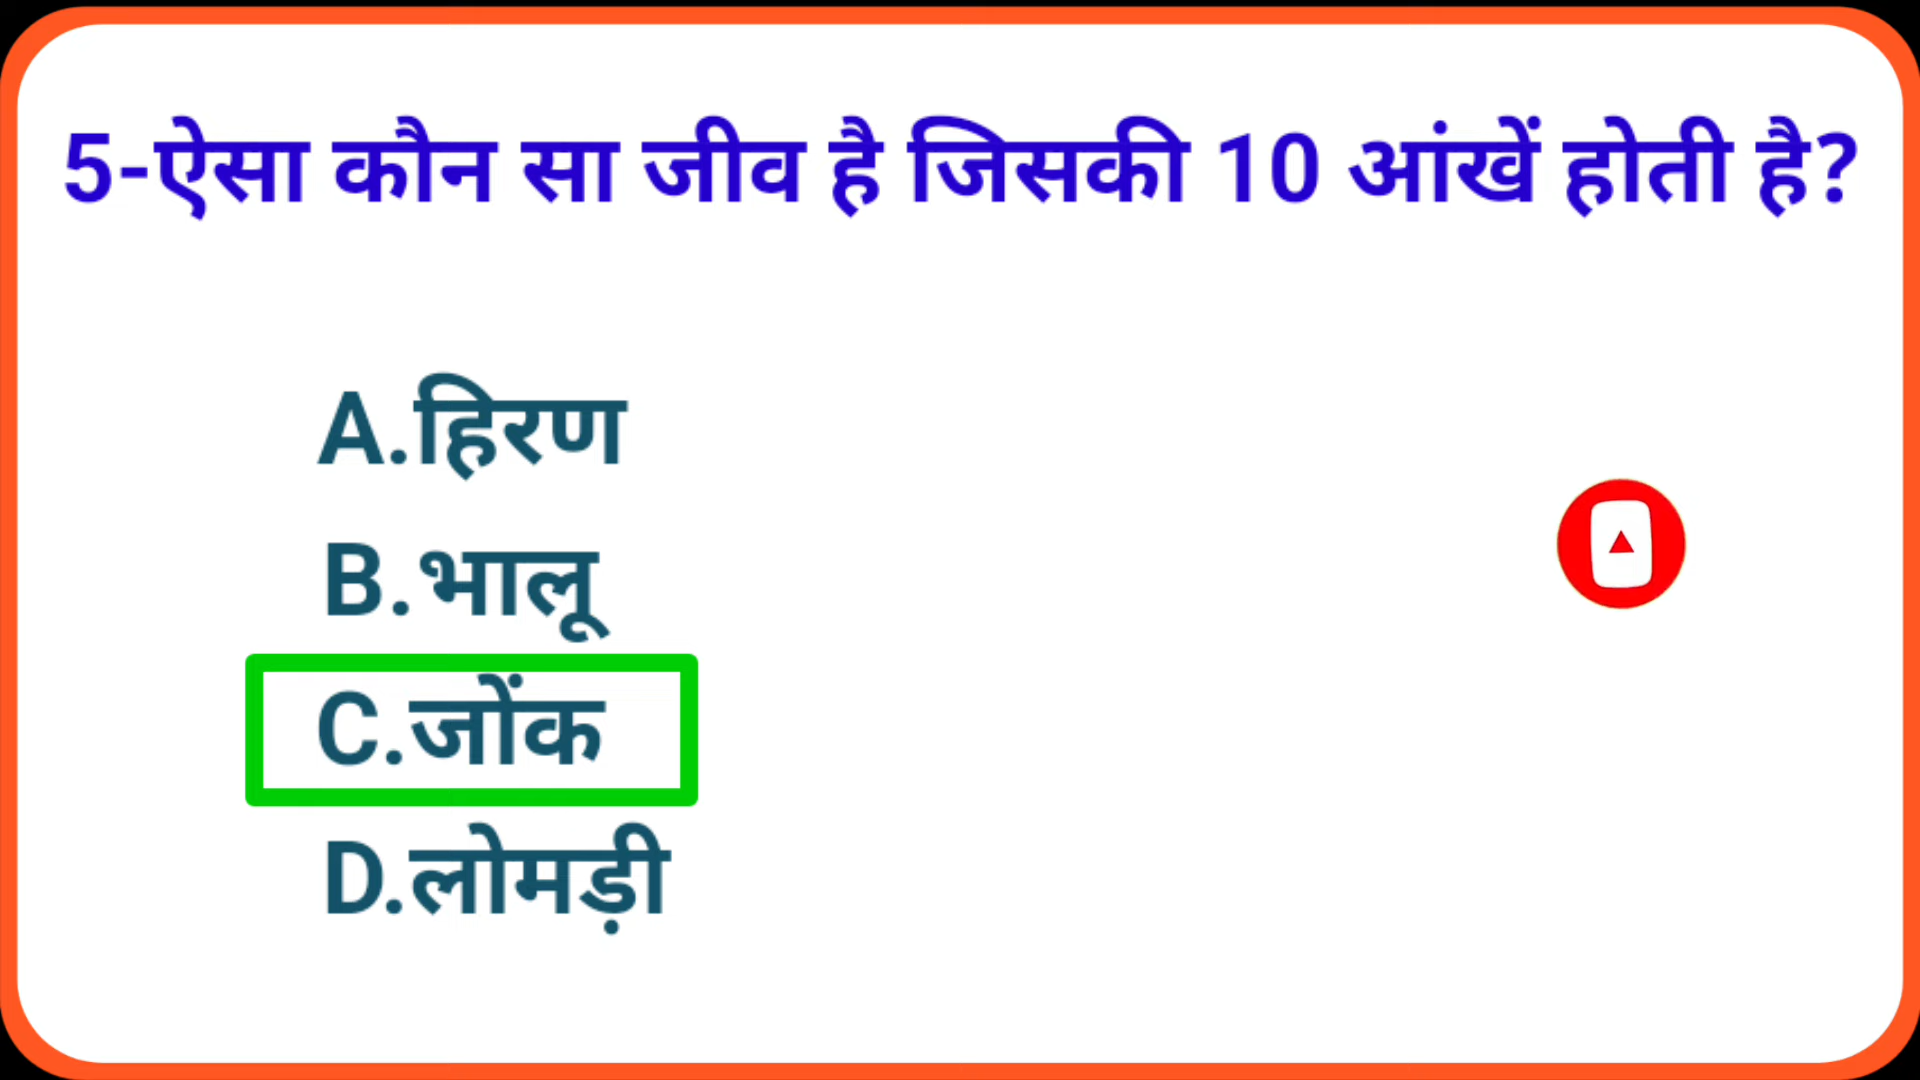 5-ऐसा कौन सा जीव है जिसकी 10 आंखें होती है?
A.हिरण
B.भालू
C.जोंक
D.लोमड़ी